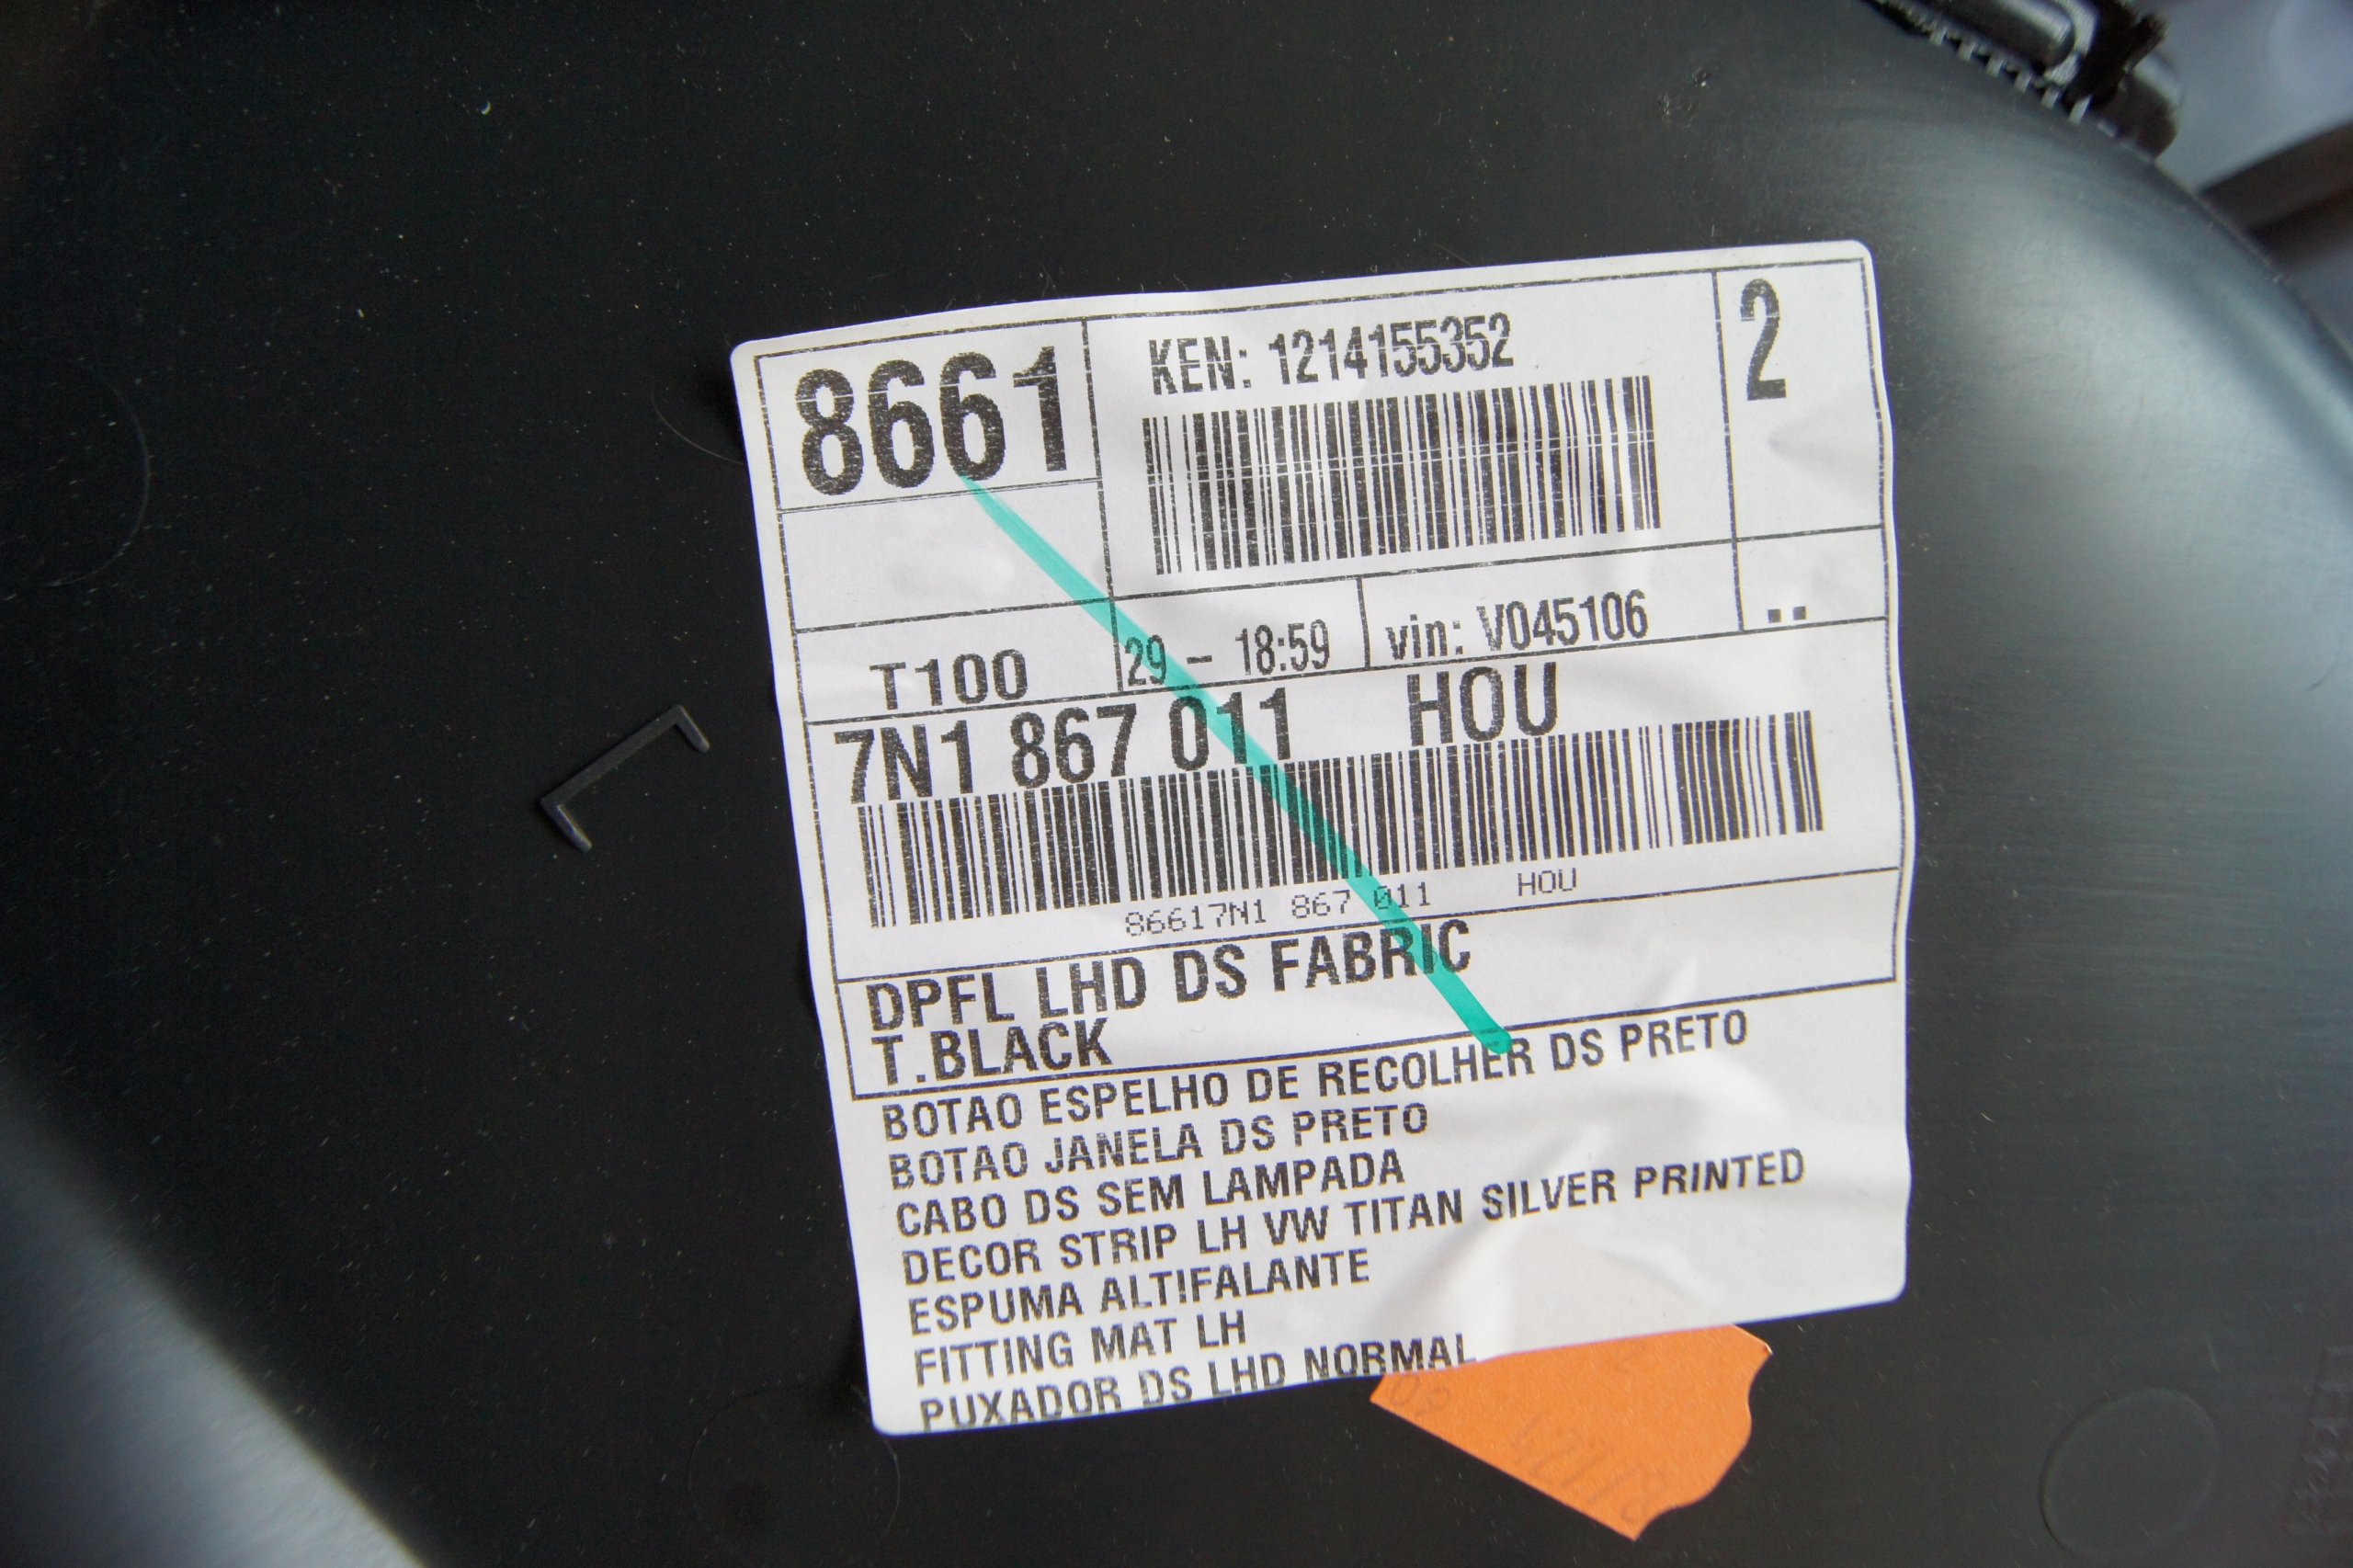 8661
KEN: 1214155352
2
T100
29 - 18:59
vin: V045106
..
7N1 867 011 HOU
86617N1 867 011 HOU
DPFL LHD DS FABRIC
T.BLACK
BOTAO ESPELHO DE RECOLHER DS PRETO
BOTAO JANELA DS PRETO
CABO DS SEM LAMPADA
DECOR STRIP LH VW TITAN SILVER PRINTED
ESPUMA ALTIFALANTE
FITTING MAT LH
PUXADOR DS LHD NORMAL